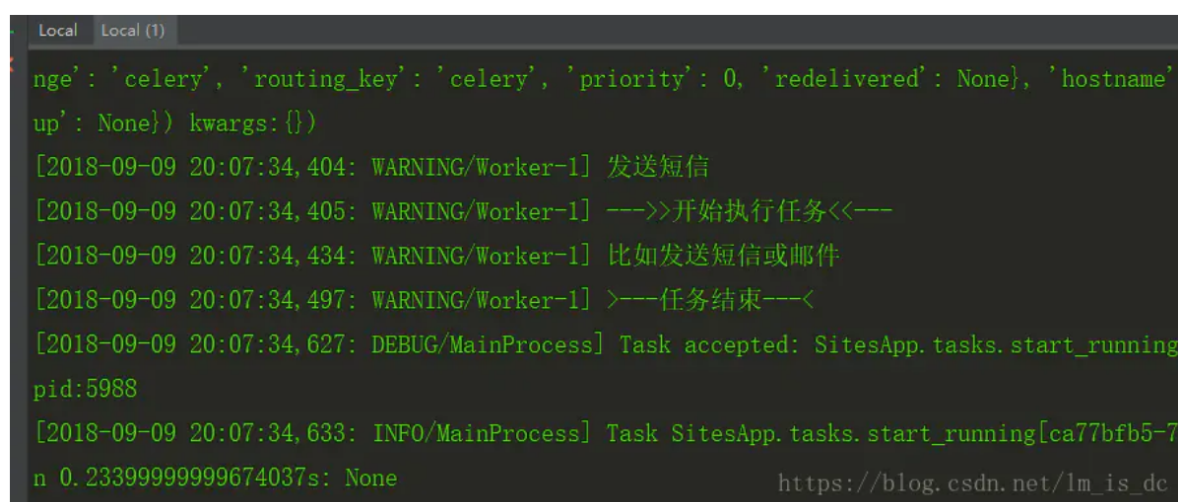 Local Local (1)
nge': 'celery', 'routing_key': 'celery', 'priority': 0, 'redelivered': None}, 'hostname'
up': None}) kwargs:{})
[2018-09-09 20:07:34,404: WARNING/Worker-1] 发送短信
[2018-09-09 20:07:34,405: WARNING/Worker-1] --->>开始执行任务<<---
[2018-09-09 20:07:34,434: WARNING/Worker-1] 比如发送短信或邮件
[2018-09-09 20:07:34,497: WARNING/Worker-1] >---任务结束---<
[2018-09-09 20:07:34,627: DEBUG/MainProcess] Task accepted: SitesApp.tasks.start_running
pid:5988
[2018-09-09 20:07:34,633: INFO/MainProcess] Task SitesApp.tasks.start_running[ca77bfb5-7
n 0.23399999999674037s: None
https://blog.csdn.net/lm_is_dc